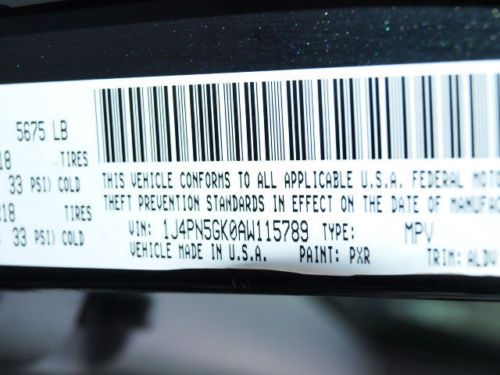 5675 LB
18 TIRES
33 PSI) COLD
THIS VEHICLE CONFORMS TO ALL APPLICABLE U.S.A. FEDERAL MOTOR
18 TIRES
THEFT PREVENTION STANDARDS IN EFFECT ON THE DATE OF MANUFAC
33 PSI) COLD
VIN: 1J4PN5GK0AW115789 TYPE: MPV
VEHICLE MADE IN U.S.A. PAINT: PXR TRIM: ALDV